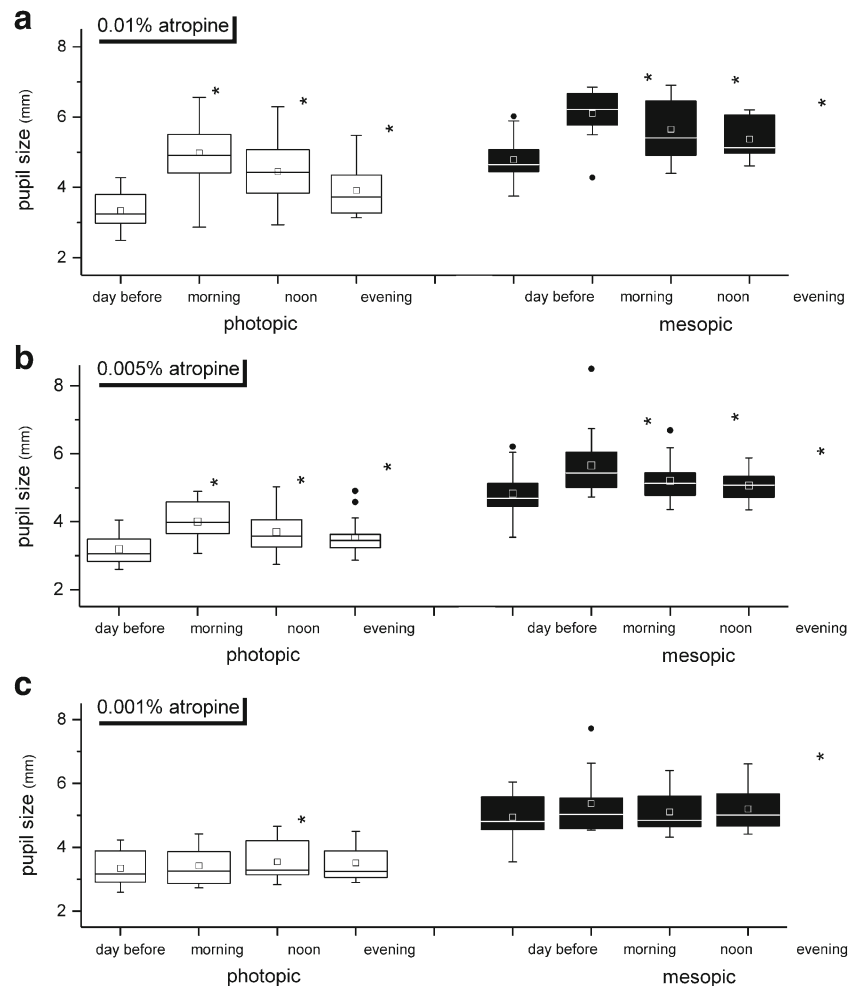 a
0.01% atropine
*
*
*
*
*
*
8
6
4
2
pupil size (mm)
day before morning noon evening day before morning noon evening
photopic mesopic
b
0.005% atropine
*
*
*
*
*
*
8
6
4
2
pupil size (mm)
day before morning noon evening day before morning noon evening
photopic mesopic
c
0.001% atropine
*
*
8
6
4
2
pupil size (mm)
day before morning noon evening day before morning noon evening
photopic mesopic